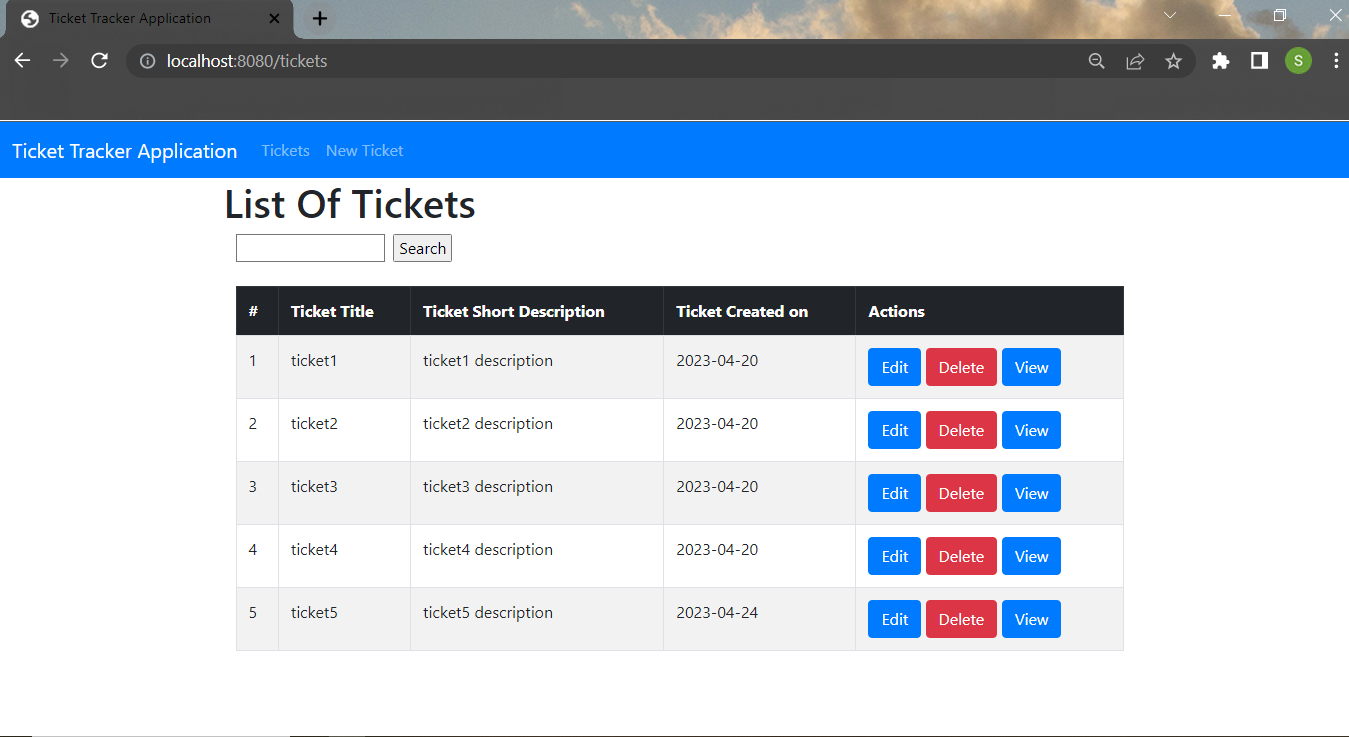 Ticket Tracker Application
localhost:8080/tickets
S
Ticket Tracker Application Tickets New Ticket
List Of Tickets
Search
# Ticket Title Ticket Short Description Ticket Created on Actions
1 ticket1 ticket1 description 2023-04-20 Edit Delete View
2 ticket2 ticket2 description 2023-04-20 Edit Delete View
3 ticket3 ticket3 description 2023-04-20 Edit Delete View
4 ticket4 ticket4 description 2023-04-20 Edit Delete View
5 ticket5 ticket5 description 2023-04-24 Edit Delete View